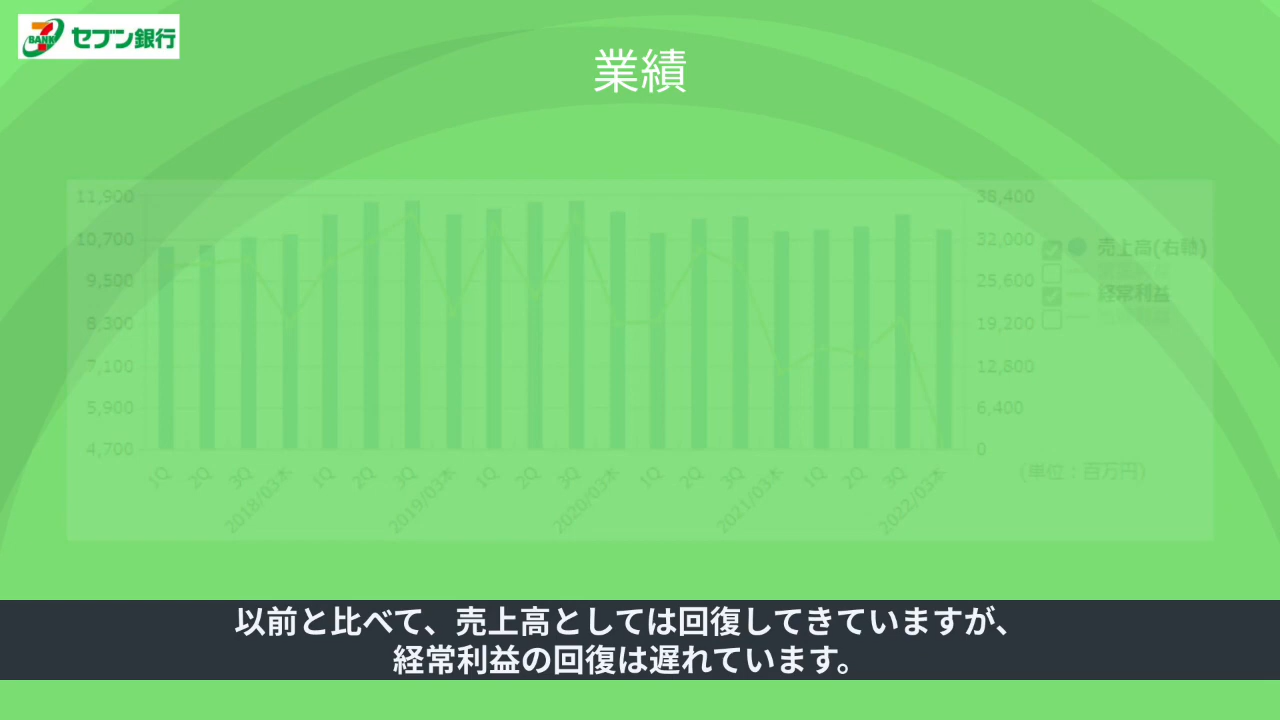 7
BANK
セブン銀行
業績
11,900
10,700
9,500
8,300
7,100
5,900
4,700
38,400
32,000
25,600
19,200
12,800
6,400
0
売上高(右軸)
経常利益
(単位：百万円)
1Q
2Q
3Q
2018/03末
1Q
2Q
3Q
2019/03末
1Q
2Q
3Q
2020/03末
1Q
2Q
3Q
2021/03末
1Q
2Q
3Q
2022/03末
以前と比べて、売上高としては回復してきていますが、
経常利益の回復は遅れています。